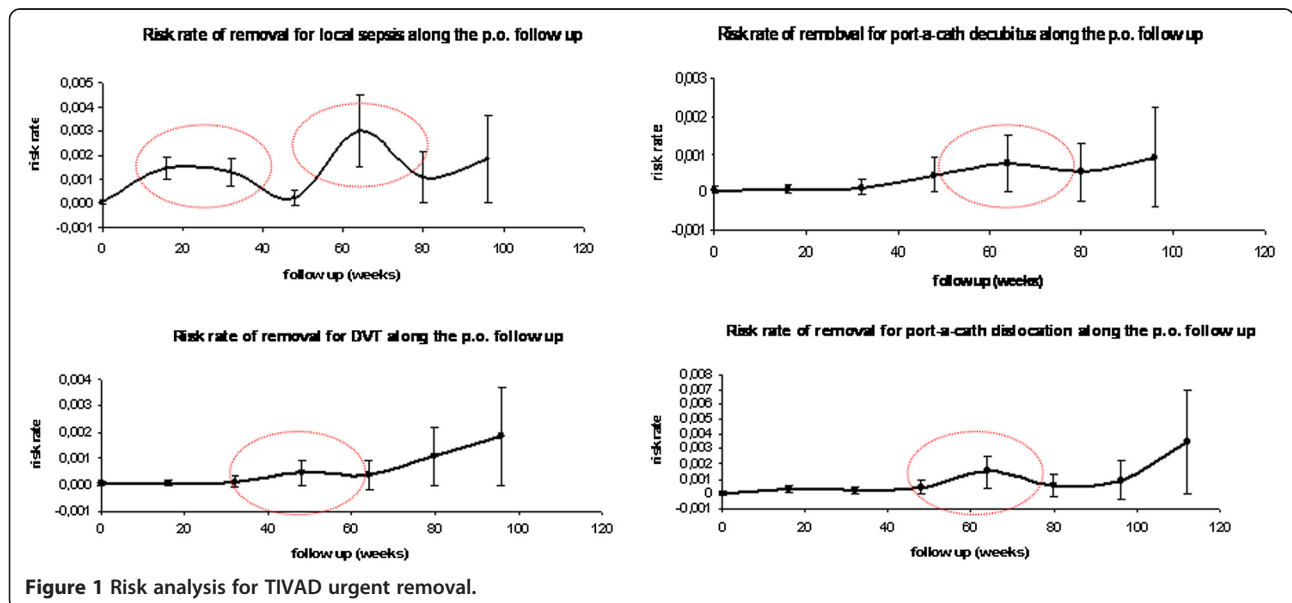 Risk rate of removal for local sepsis along the p.o. follow up
0,005
0,004
0,003
0,002
0,001
0,000
-0,001
risk rate
0 20 40 60 80 100 120
follow up (weeks)
Risk rate of remobval for port-a-cath decubitus along the p.o. follow up
0,003
0,002
0,001
0
-0,001
risk rate
0 20 40 60 80 100 120
follow up (weeks)
Risk rate of removal for DVT along the p.o. follow up
0,004
0,003
0,002
0,001
0,000
-0,001
risk rate
0 20 40 60 80 100 120
follow up (weeks)
Risk rate of removal for port-a-cath dislocation along the p.o. follow up
0,008
0,007
0,006
0,005
0,004
0,003
0,002
0,001
0
-0,001
risk rate
0 20 40 60 80 100 120
follow up (weeks)
Figure 1 Risk analysis for TIVAD urgent removal.